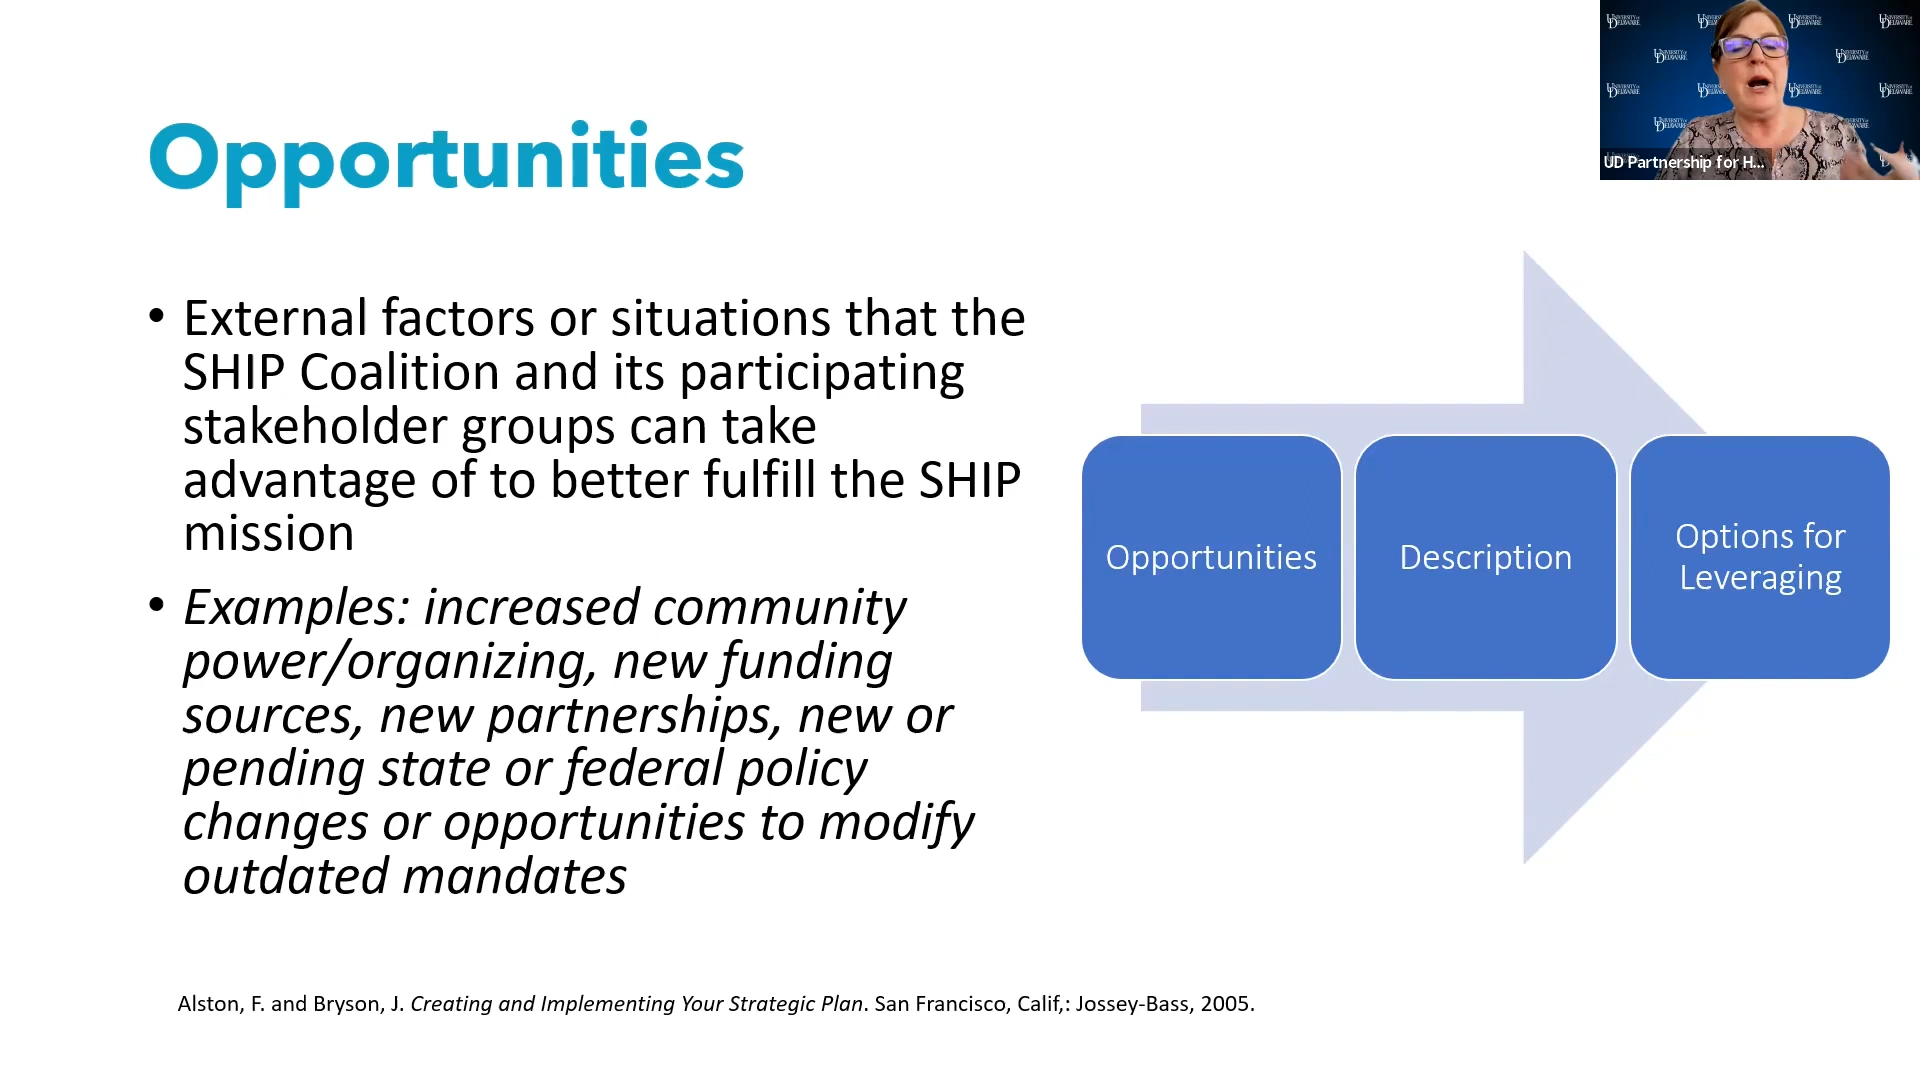 Opportunities
• External factors or situations that the
SHIP Coalition and its participating
stakeholder groups can take
advantage of to better fulfill the SHIP
mission
• Examples: increased community
power/organizing, new funding
sources, new partnerships, new or
pending state or federal policy
changes or opportunities to modify
outdated mandates
Opportunities
Description
Options for
Leveraging
Alston, F. and Bryson, J. Creating and Implementing Your Strategic Plan. San Francisco, Calif,: Jossey-Bass, 2005.
UNIVERSITY OF
DELAWARE
UD Partnership for H...